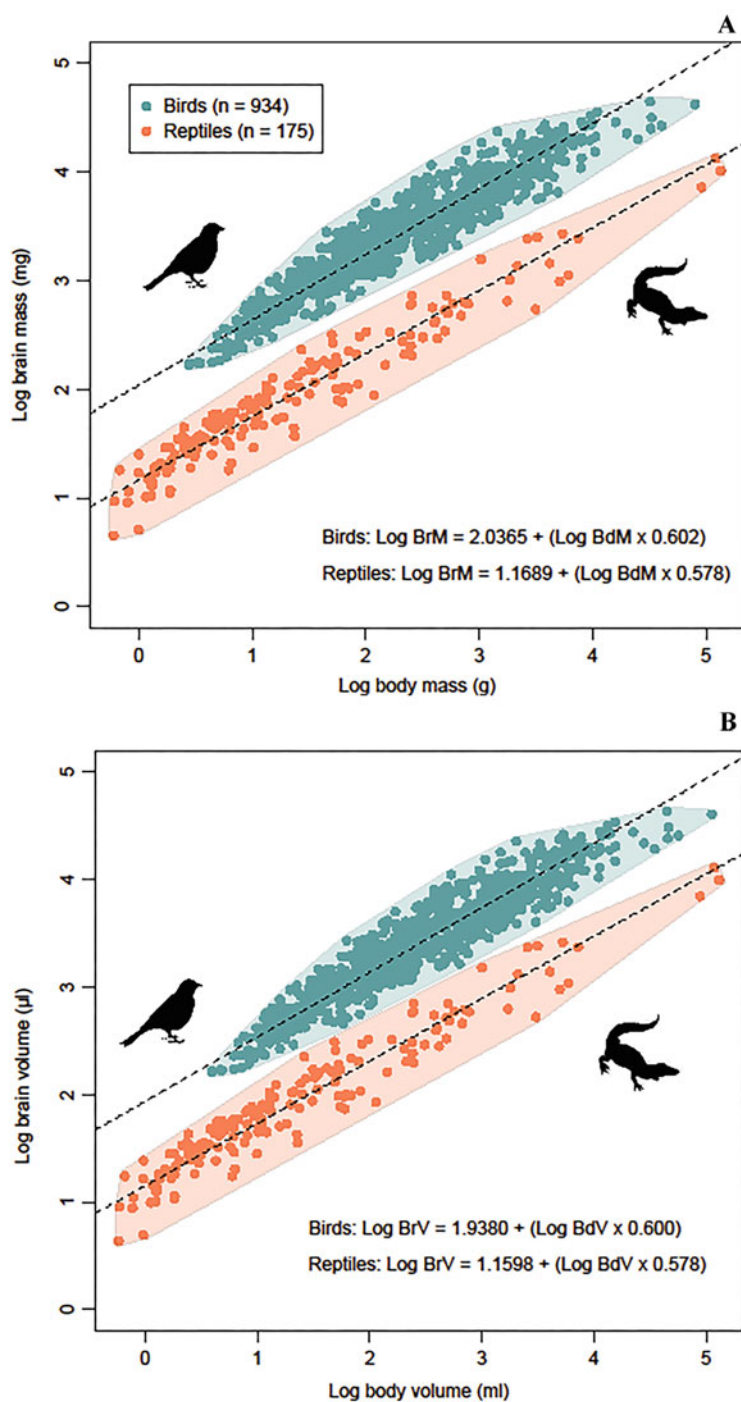 A
5
4
3
2
1
0
Log brain mass (mg)
Birds (n = 934)
Reptiles (n = 175)
Birds: Log BrM = 2.0365 + (Log BdM x 0.602)
Reptiles: Log BrM = 1.1689 + (Log BdM x 0.578)
0 1 2 3 4 5
Log body mass (g)
B
5
4
3
2
1
0
Log brain volume (µl)
Birds: Log BrV = 1.9380 + (Log BdV x 0.600)
Reptiles: Log BrV = 1.1598 + (Log BdV x 0.578)
0 1 2 3 4 5
Log body volume (ml)